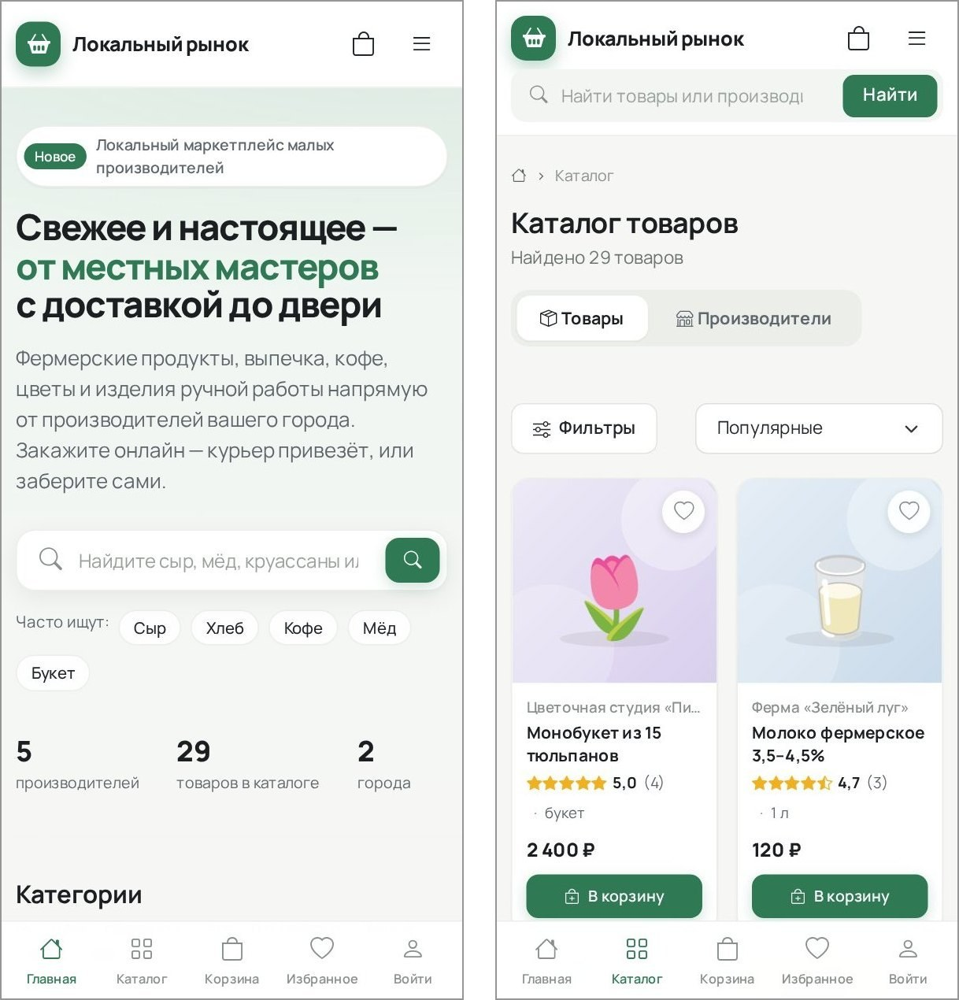 Локальный рынок
Новое
Локальный маркетплейс малых
производителей
Свежее и настоящее —
от местных мастеров
с доставкой до двери
Фермерские продукты, выпечка, кофе,
цветы и изделия ручной работы напрямую
от производителей вашего города.
Закажите онлайн — курьер привезёт, или
заберите сами.
Найдите сыр, мёд, круассаны ил
Часто ищут: Сыр Хлеб Кофе Мёд
Букет
5 29 2
производителей товаров в каталоге города
Категории
Главная Каталог Корзина Избранное Войти
Локальный рынок
Найти товары или производи Найти
› Каталог
Каталог товаров
Найдено 29 товаров
Товары Производители
Фильтры Популярные
Цветочная студия «Пи...
Монобукет из 15
тюльпанов
5,0 (4)
· букет
2 400 ₽
В корзину
Ферма «Зелёный луг»
Молоко фермерское
3,5–4,5%
4,7 (3)
· 1 л
120 ₽
В корзину
Главная Каталог Корзина Избранное Войти